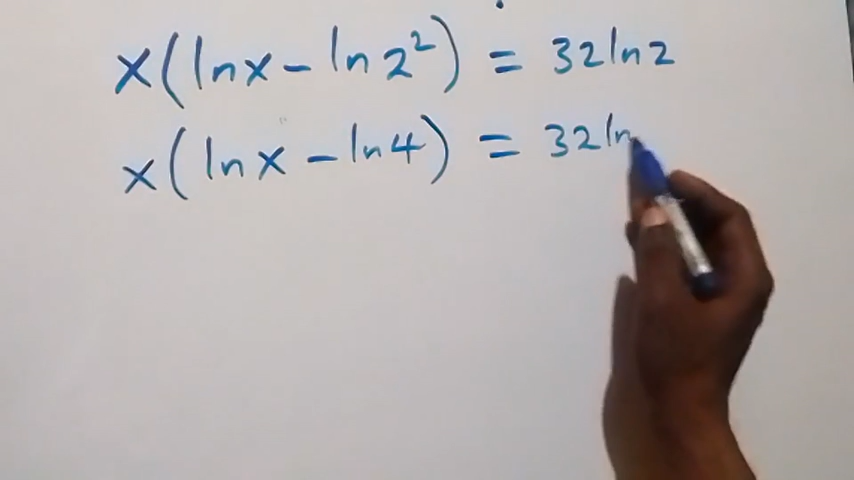 x(lnx - ln2²) = 32ln2
x(lnx - ln4) = 32ln